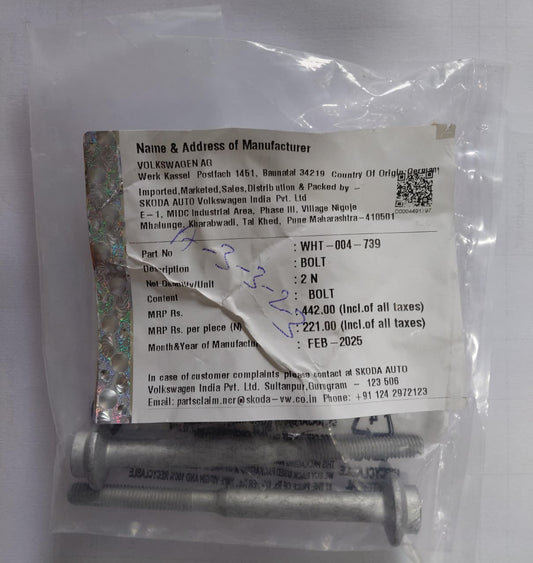 Name & Address of Manufacturer
VOLKSWAGEN AG
Werk Kassel Postfach 1451, Baunatal 34219 Country Of Origin: Germany
Imported,Marketed,Sales,Distribution & Packed by -
SKODA AUTO Volkswagen India Pvt. Ltd
E-1, MIDC Industrial Area, Phase III, Village Nigoje
Mhalunge, Kharabwadi, Tal Khed, Pune Maharashtra-410501
Part No : WHT-004-739
Description : BOLT
Net Quantity/Unit : 2 N
Content : BOLT
MRP Rs. : 442.00 (Incl.of all taxes)
MRP Rs. per piece (N) : 221.00 (Incl.of all taxes)
Month&Year of Manufactur : FEB-2025
In case of customer complaints please contact at SKODA AUTO
Volkswagen India Pvt. Ltd. Sultanpur,Gurugram - 123 506
Email: partsclaim.ncr@skoda-vw.co.in Phone: +91 124 2972123